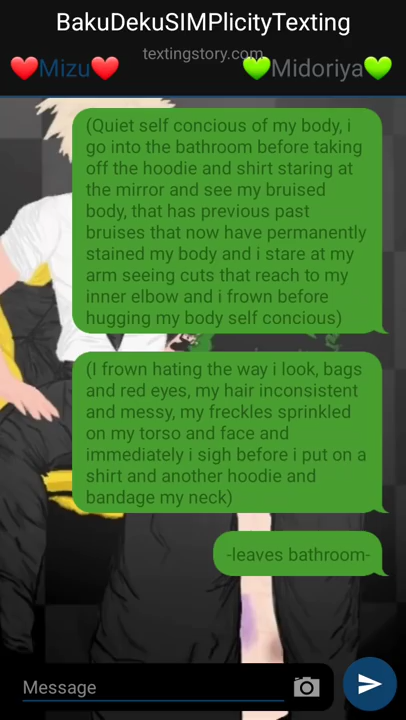 BakuDekuSIMPlicityTexting
textingstory.com
❤️Mizu❤️ 💚Midoriya💚
(Quiet self concious of my body, i
go into the bathroom before taking
off the hoodie and shirt staring at
the mirror and see my bruised
body, that has previous past
bruises that now have permanently
stained my body and i stare at my
arm seeing cuts that reach to my
inner elbow and i frown before
hugging my body self concious)
(I frown hating the way i look, bags
and red eyes, my hair inconsistent
and messy, my freckles sprinkled
on my torso and face and
immediately i sigh before i put on a
shirt and another hoodie and
bandage my neck)
-leaves bathroom-
Message